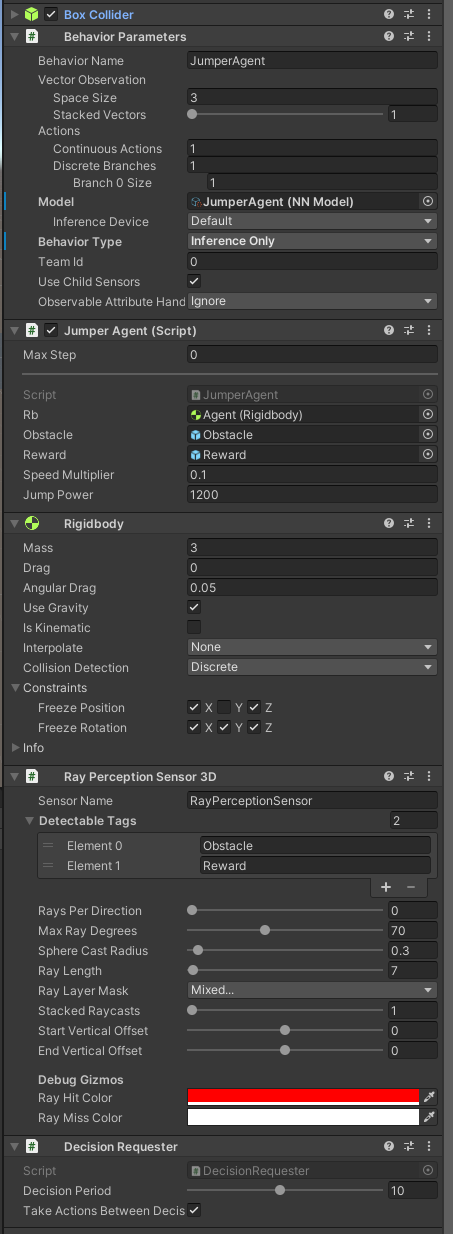 Box Collider
# Behavior Parameters
Behavior Name JumperAgent
Vector Observation
Space Size 3
Stacked Vectors 1
Actions
Continuous Actions 1
Discrete Branches 1
Branch 0 Size 1
Model JumperAgent (NN Model)
Inference Device Default
Behavior Type Inference Only
Team Id 0
Use Child Sensors
Observable Attribute Hand Ignore
# Jumper Agent (Script)
Max Step 0
Script # JumperAgent
Rb Agent (Rigidbody)
Obstacle Obstacle
Reward Reward
Speed Multiplier 0.1
Jump Power 1200
Rigidbody
Mass 3
Drag 0
Angular Drag 0.05
Use Gravity
Is Kinematic
Interpolate None
Collision Detection Discrete
Constraints
Freeze Position X Y Z
Freeze Rotation X Y Z
Info
# Ray Perception Sensor 3D
Sensor Name RayPerceptionSensor
Detectable Tags 2
Element 0 Obstacle
Element 1 Reward
+ −
Rays Per Direction 0
Max Ray Degrees 70
Sphere Cast Radius 0.3
Ray Length 7
Ray Layer Mask Mixed...
Stacked Raycasts 1
Start Vertical Offset 0
End Vertical Offset 0
Debug Gizmos
Ray Hit Color
Ray Miss Color
# Decision Requester
Script # DecisionRequester
Decision Period 10
Take Actions Between Decis